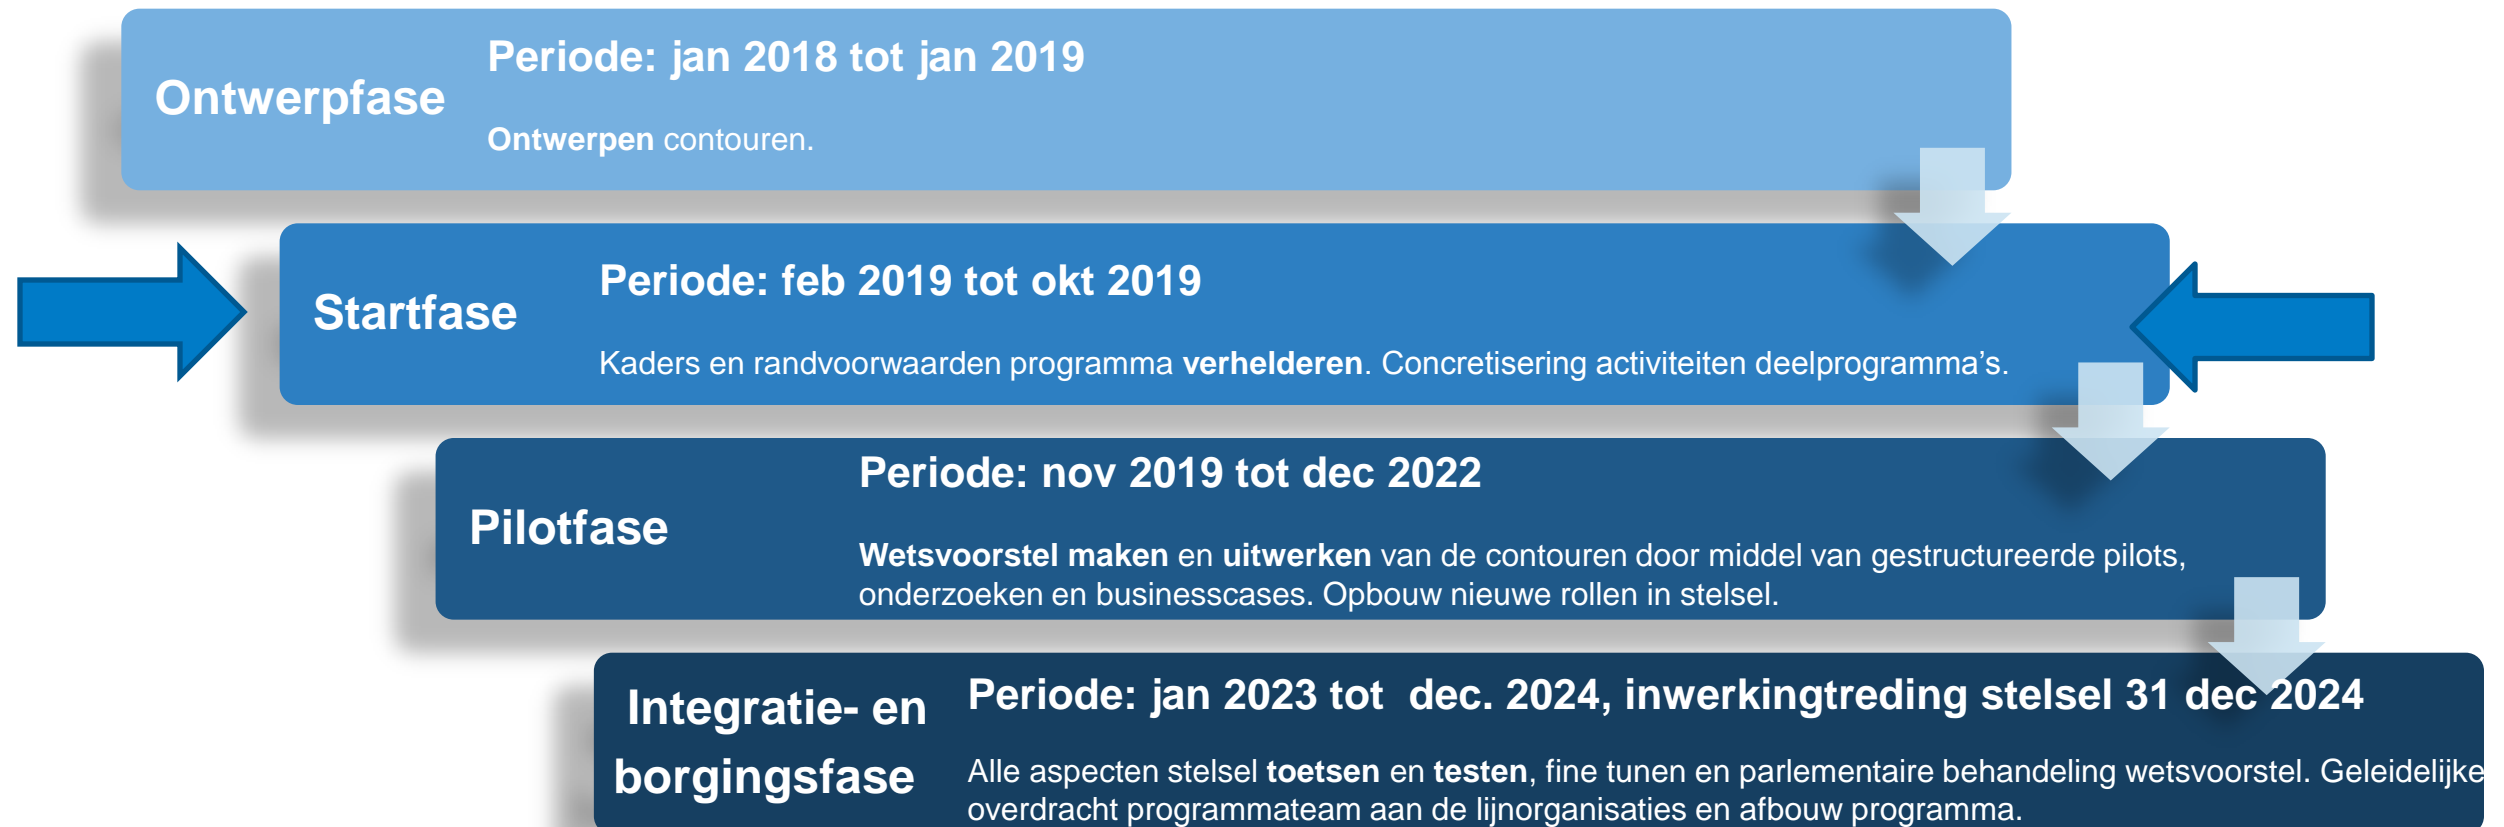 Ontwerpfase
Periode: jan 2018 tot jan 2019
Ontwerpen contouren.
Startfase
Periode: feb 2019 tot okt 2019
Kaders en randvoorwaarden programma verhelderen. Concretisering activiteiten deelprogramma’s.
Pilotfase
Periode: nov 2019 tot dec 2022
Wetsvoorstel maken en uitwerken van de contouren door middel van gestructureerde pilots,
onderzoeken en businesscases. Opbouw nieuwe rollen in stelsel.
Integratie- en
borgingsfase
Periode: jan 2023 tot dec. 2024, inwerkingtreding stelsel 31 dec 2024
Alle aspecten stelsel toetsen en testen, fine tunen en parlementaire behandeling wetsvoorstel. Geleidelijke
overdracht programmateam aan de lijnorganisaties en afbouw programma.